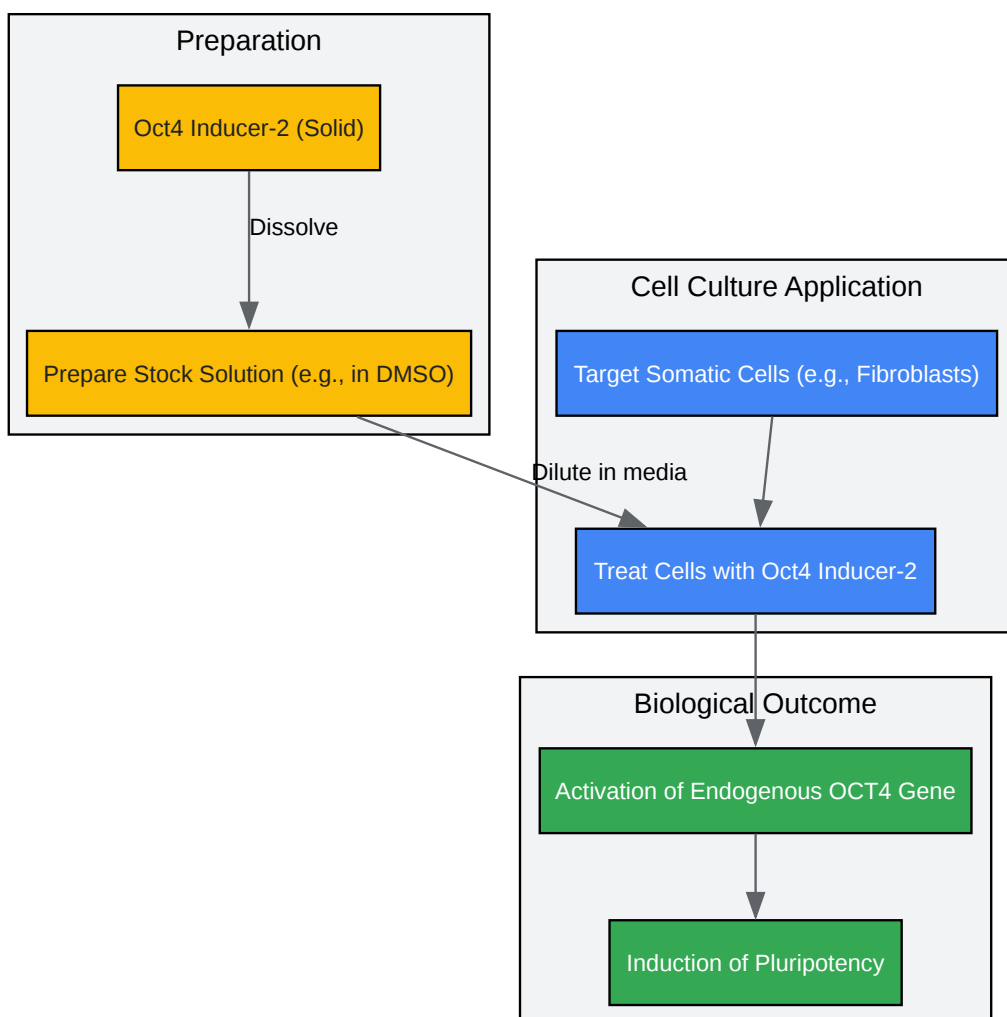 Preparation
Oct4 Inducer-2 (Solid)
Dissolve
Prepare Stock Solution (e.g., in DMSO)
Cell Culture Application
Target Somatic Cells (e.g., Fibroblasts)
Dilute in media
Treat Cells with Oct4 Inducer-2
Biological Outcome
Activation of Endogenous OCT4 Gene
Induction of Pluripotency